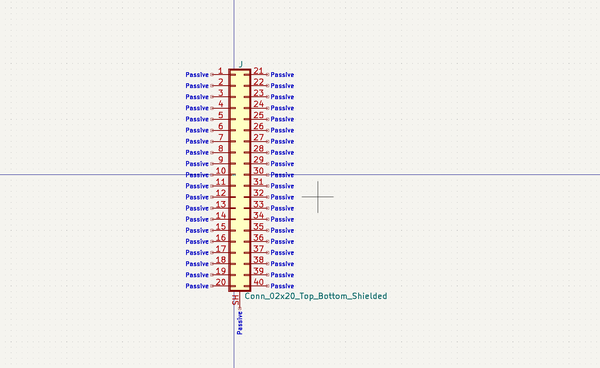 J
Passive 1 21 Passive
Passive 2 22 Passive
Passive 3 23 Passive
Passive 4 24 Passive
Passive 5 25 Passive
Passive 6 26 Passive
Passive 7 27 Passive
Passive 8 28 Passive
Passive 9 29 Passive
Passive 10 30 Passive
Passive 11 31 Passive
Passive 12 32 Passive
Passive 13 33 Passive
Passive 14 34 Passive
Passive 15 35 Passive
Passive 16 36 Passive
Passive 17 37 Passive
Passive 18 38 Passive
Passive 19 39 Passive
Passive 20 40 Passive
SH Conn_02x20_Top_Bottom_Shielded
Passive